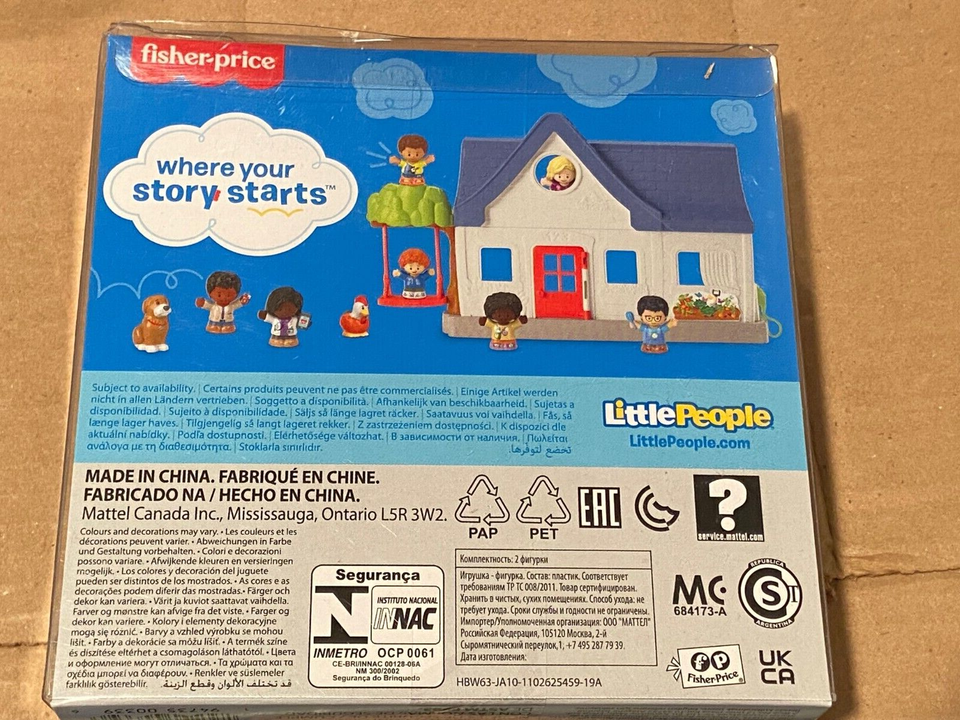 fisher-price
where your
story starts™
Subject to availability. | Certains produits peuvent ne pas être commercialisés. | Einige Artikel werden
nicht in allen Ländern vertrieben. | Soggetto a disponibilità. | Afhankelijk van beschikbaarheid. | Sujetas a
disponibilidad. | Sujeito à disponibilidade. | Säljs så länge lagret räcker. | Saatavuus voi vaihdella. | Fås, så
længe lager haves. | Tilgjengelig så langt lageret rekker. | Z zastrzeżeniem dostępności. | K dispozici dle
aktuální nabídky. | Podľa dostupnosti. | Elérhetősége változhat. | В зависимости от наличия. | Πωλείται
ανάλογα με τη διαθεσιμότητα. | Stoklarla sınırlıdır. تخضع لتوفرها.
Little People
LittlePeople.com
MADE IN CHINA. FABRIQUÉ EN CHINE.
FABRICADO NA / HECHO EN CHINA.
Mattel Canada Inc., Mississauga, Ontario L5R 3W2.
PAP
PET
EAC
?
service.mattel.com
Colours and decorations may vary. • Les couleurs et les
décorations peuvent varier. • Abweichungen in Farbe
und Gestaltung vorbehalten. • Colori e decorazioni
possono variare. • Afwijkende kleuren en versieringen
mogelijk. • Los colores y decoración del juguete
pueden ser distintos de los mostrados. • As cores e as
decorações podem diferir das mostradas. • Färger och
dekor kan variera. • Värit ja kuviot saattavat vaihdella.
Farver og mønstre kan afvige fra det viste. • Farger og
dekor kan variere. • Kolory i elementy dekoracyjne
mogą się różnić. • Barvy a vzhled výrobku se mohou
lišit. • Farby a dekorácie sa môžu líšiť. • A termék színe
és díszítése eltérhet a csomagoláson láthatótól. • Цвета
и оформление могут отличаться. • Τα χρώματα και τα
σχέδια μπορεί να διαφέρουν. • Renkler ve süslemeler
farklılık gösterebilir. قد تختلف الألوان وقطع الزينة.
Segurança
INSTITUTO NACIONAL
INNAC
INMETRO OCP 0061
CE-BRI/INNAC 00128-06A
NM 300/2002
Segurança do Brinquedo
Комплектность: 2 фигурки
Игрушка - фигурка. Состав: пластик. Соответствует
требованиям ТР ТС 008/2011. Товар сертифицирован.
Хранить в чистых, сухих помещениях. Способ ухода: не
требует ухода. Сроки службы и годности не ограничены.
Импортер/Уполномоченная организация: ООО "МАТТЕЛ"
Российская Федерация, 105120 Москва, 2-й
Сыромятнический переулок,1; +7 495 287 79 39.
Дата изготовления:
HBW63-JA10-1102625459-19A
MC
684173-A
REPUBLICA
S I
ARGENTINA
fp
Fisher-Price
UK
CA